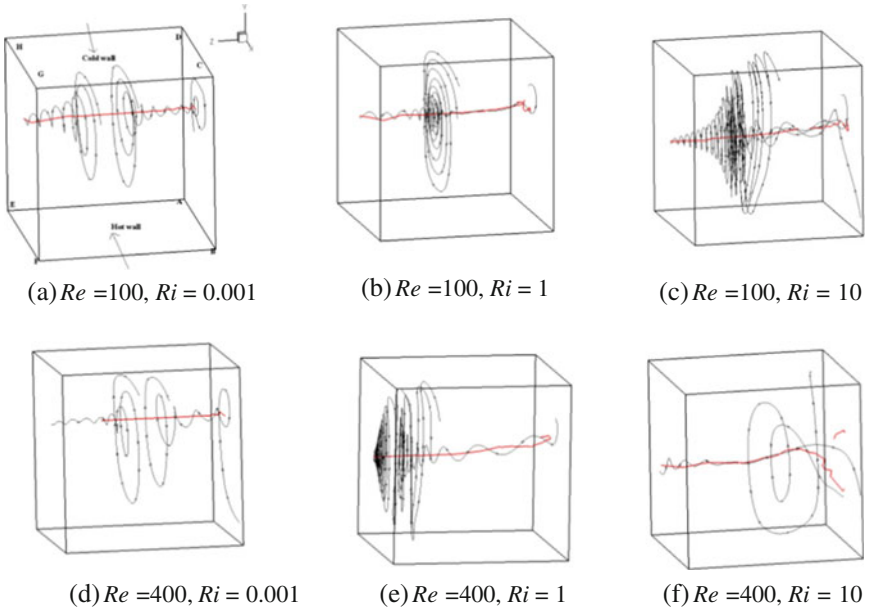 Y
Z
X
H
D
Cold wall
G
C
E
A
Hot wall
F
B
(a) Re =100, Ri = 0.001
(b) Re =100, Ri = 1
(c) Re =100, Ri = 10
(d) Re =400, Ri = 0.001
(e) Re =400, Ri = 1
(f) Re =400, Ri = 10